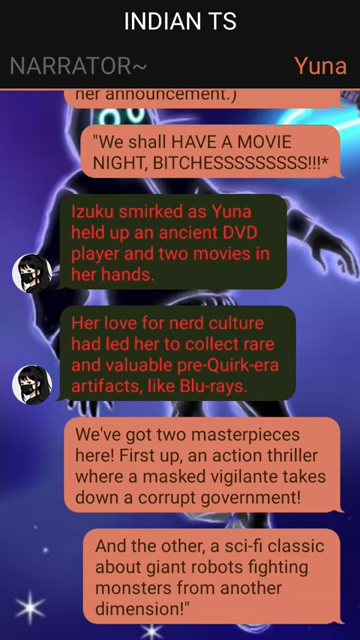 INDIAN TS
NARRATOR~ Yuna
her announcement.)
"We shall HAVE A MOVIE
NIGHT, BITCHESSSSSSSSS!!!*
Izuku smirked as Yuna
held up an ancient DVD
player and two movies in
her hands.
Her love for nerd culture
had led her to collect rare
and valuable pre-Quirk-era
artifacts, like Blu-rays.
We've got two masterpieces
here! First up, an action thriller
where a masked vigilante takes
down a corrupt government!
And the other, a sci-fi classic
about giant robots fighting
monsters from another
dimension!"